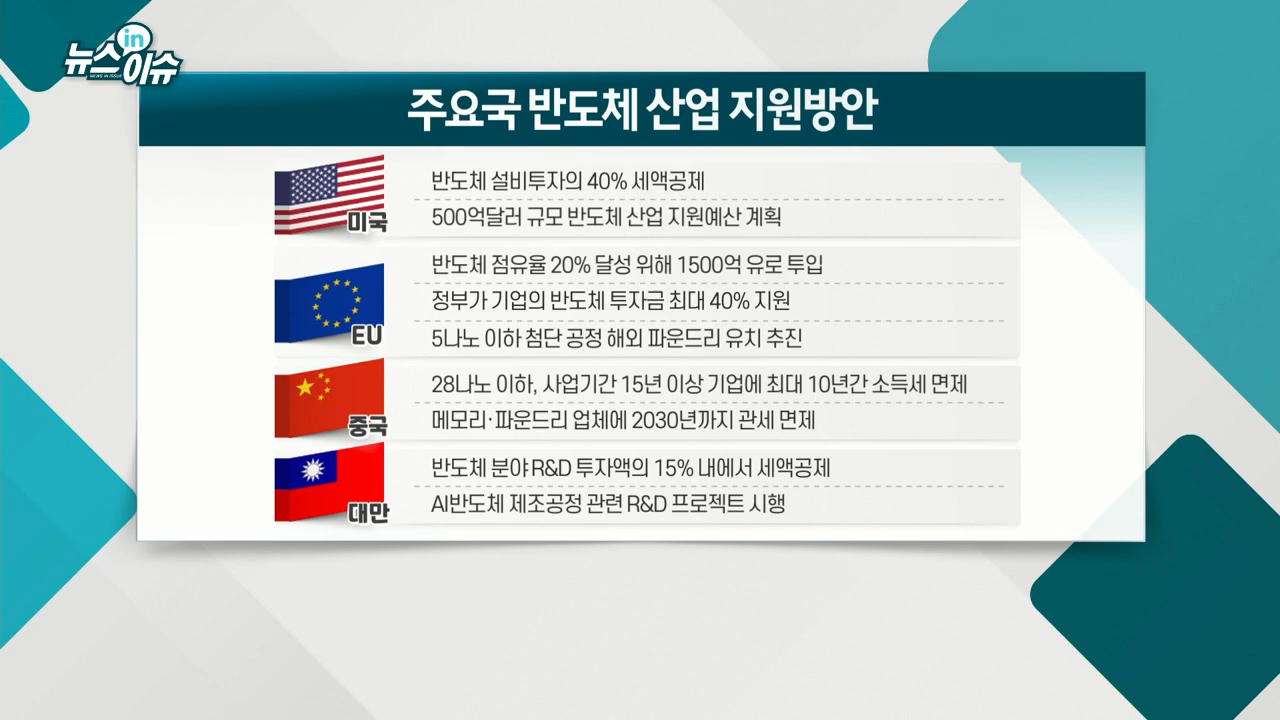 뉴스in이슈
NEWS IN ISSUE
주요국 반도체 산업 지원방안
미국
반도체 설비투자의 40% 세액공제
500억달러 규모 반도체 산업 지원예산 계획
EU
반도체 점유율 20% 달성 위해 1500억 유로 투입
정부가 기업의 반도체 투자금 최대 40% 지원
5나노 이하 첨단 공정 해외 파운드리 유치 추진
중국
28나노 이하, 사업기간 15년 이상 기업에 최대 10년간 소득세 면제
메모리·파운드리 업체에 2030년까지 관세 면제
대만
반도체 분야 R&D 투자액의 15% 내에서 세액공제
AI반도체 제조공정 관련 R&D 프로젝트 시행